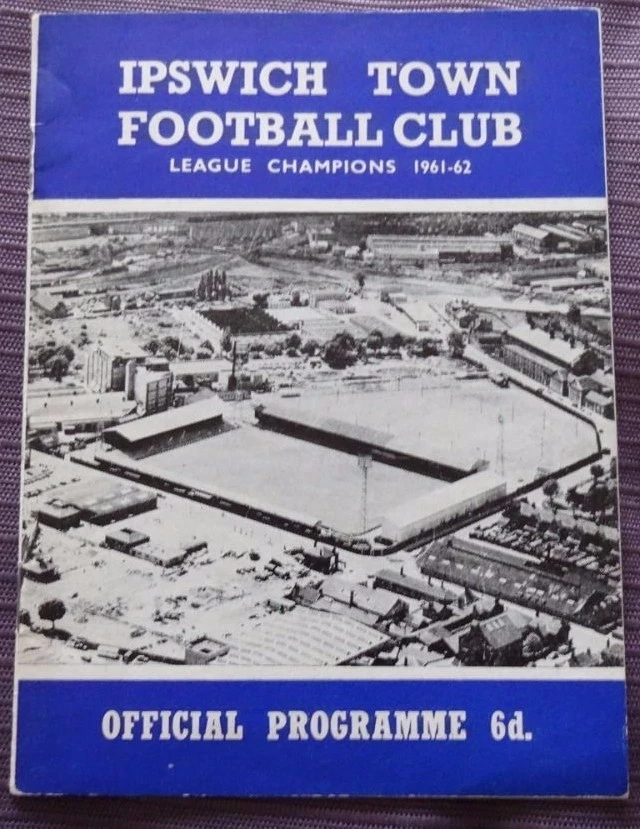 IPSWICH TOWN
FOOTBALL CLUB
LEAGUE CHAMPIONS 1961-62
OFFICIAL PROGRAMME 6d.